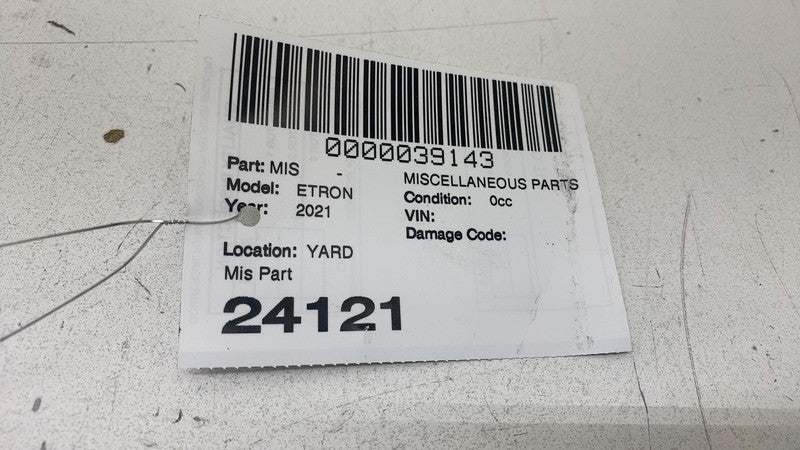 0000039143
Part: MIS - MISCELLANEOUS PARTS
Model: ETRON Condition: 0cc
Year: 2021 VIN:
Damage Code:
Location: YARD
Mis Part
24121